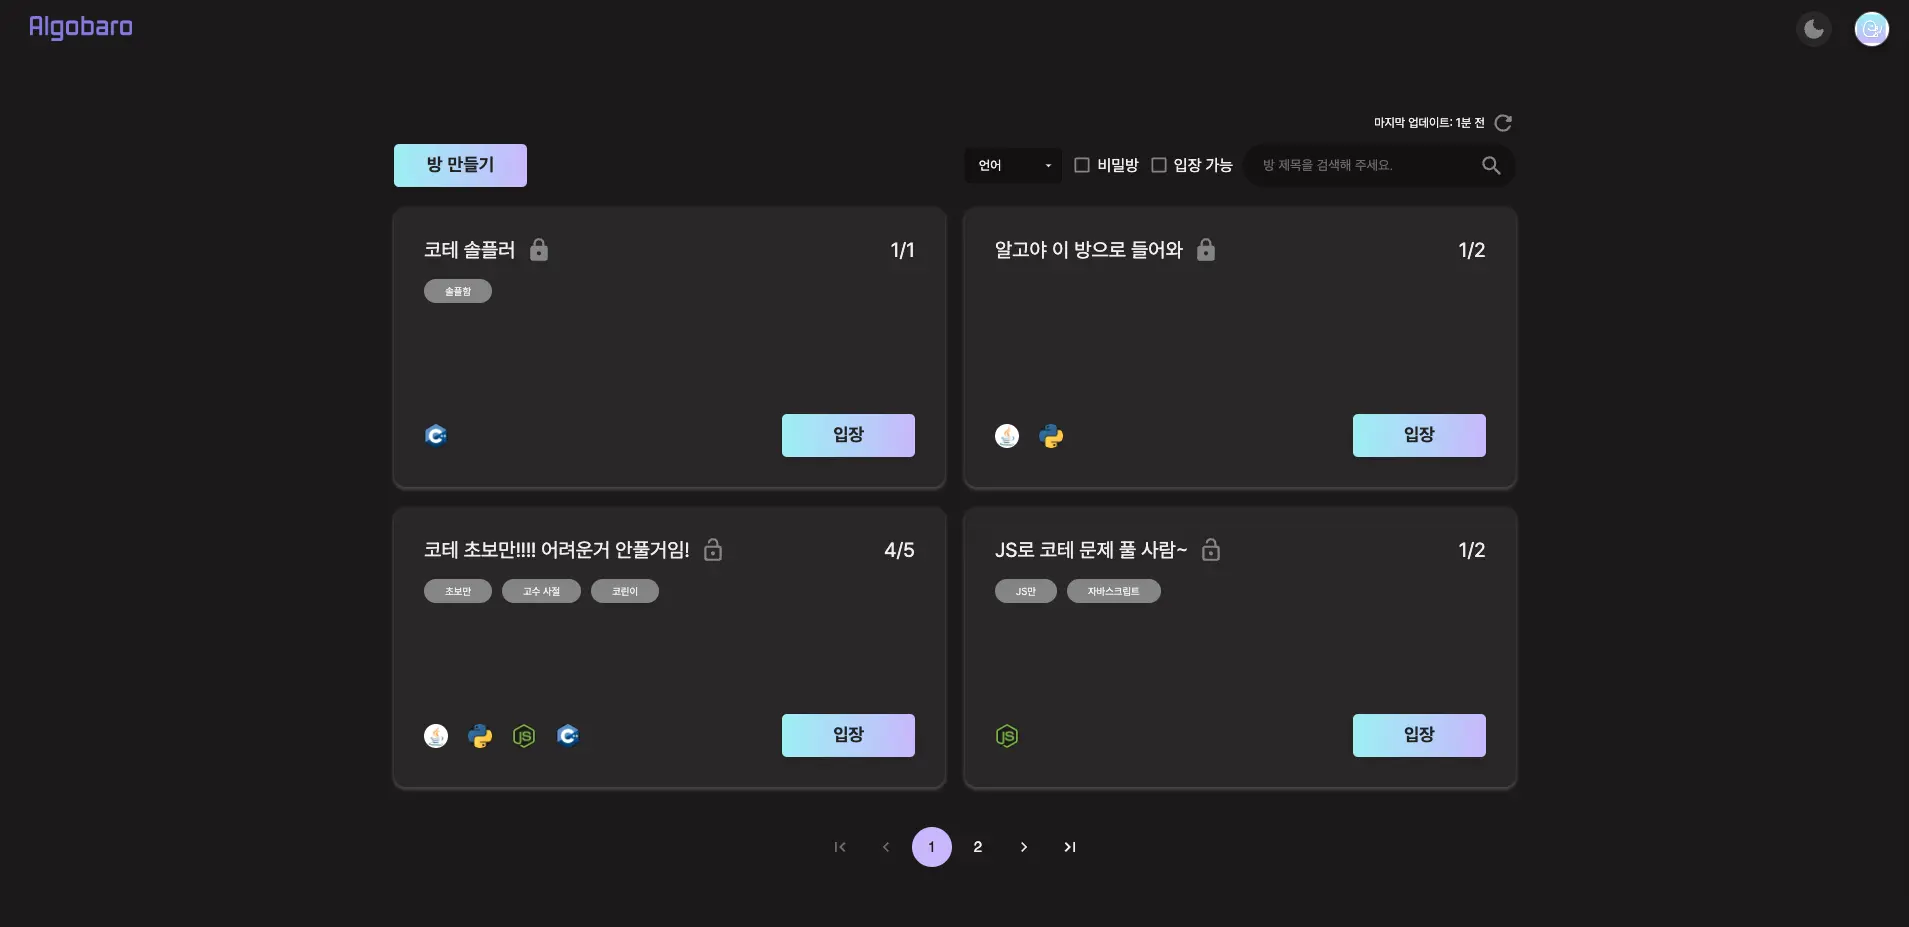 Algobaro
마지막 업데이트: 1분 전
방 만들기
언어
비밀방
입장 가능
방 제목을 검색해 주세요.
코테 솔플러
1/1
솔플함
입장
알고야 이 방으로 들어와
1/2
입장
코테 초보만!!!! 어려운거 안풀거임!
4/5
초보만
고수 사절
코린이
JS
입장
JS로 코테 문제 풀 사람~
1/2
JS만
자바스크립트
JS
입장
1
2